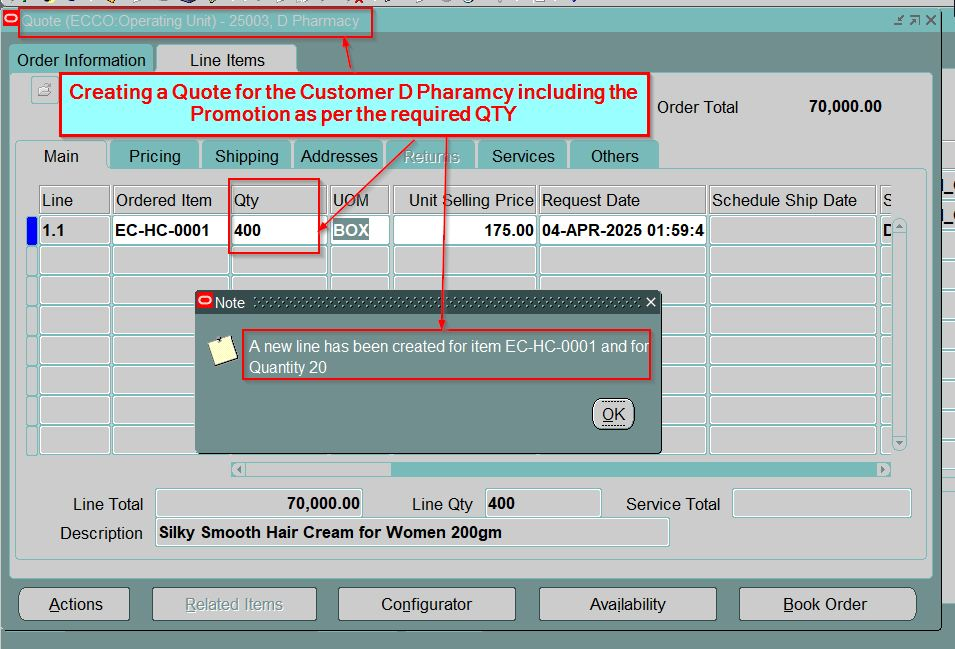 Quote (ECCO:Operating Unit) - 25003, D Pharmacy
Order Information
Line Items
Creating a Quote for the Customer D Pharamcy including the
Promotion as per the required QTY
Order Total
70,000.00
Main
Pricing
Shipping
Addresses
Returns
Services
Others
Line
Ordered Item
Qty
UOM
Unit Selling Price
Request Date
Schedule Ship Date
S
1.1
EC-HC-0001
400
BOX
175.00
04-APR-2025 01:59:4
Note
A new line has been created for item EC-HC-0001 and for
Quantity 20
OK
Line Total
70,000.00
Line Qty
400
Service Total
Description
Silky Smooth Hair Cream for Women 200gm
Actions
Related Items
Configurator
Availability
Book Order